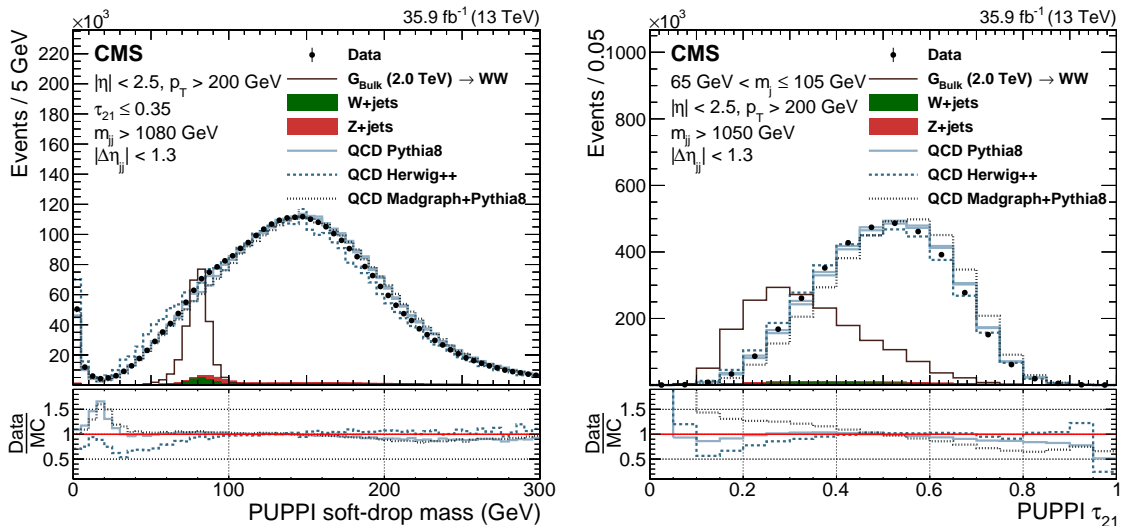 ×10³ 35.9 fb⁻¹ (13 TeV)
Events / 5 GeV
220
200
180
160
140
120
100
80
60
40
20
CMS
|η| < 2.5, p_T > 200 GeV
τ₂₁ ≤ 0.35
m_jj > 1080 GeV
|Δη_jj| < 1.3
Data
G_Bulk (2.0 TeV) → WW
W+jets
Z+jets
QCD Pythia8
QCD Herwig++
QCD Madgraph+Pythia8
Data
MC
1.5
1
0.5
0 100 200 300
PUPPI soft-drop mass (GeV)
×10³ 35.9 fb⁻¹ (13 TeV)
Events / 0.05
1000
800
600
400
200
0
CMS
65 GeV < m_j ≤ 105 GeV
|η| < 2.5, p_T > 200 GeV
m_jj > 1050 GeV
|Δη_jj| < 1.3
Data
G_Bulk (2.0 TeV) → WW
W+jets
Z+jets
QCD Pythia8
QCD Herwig++
QCD Madgraph+Pythia8
Data
MC
1.5
1
0.5
0 0.2 0.4 0.6 0.8 1
PUPPI τ₂₁